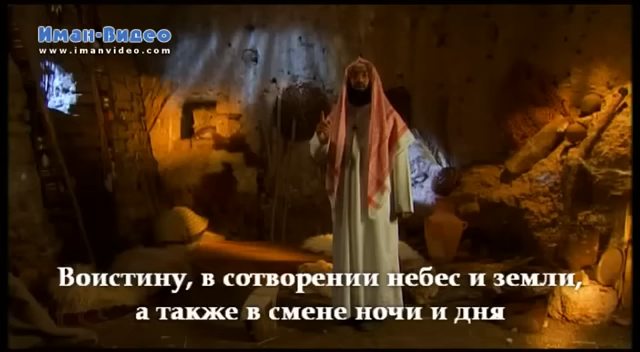 Иман-Видео
www.imanvideo.com
Воистину, в сотворении небес и земли,
а также в смене ночи и дня